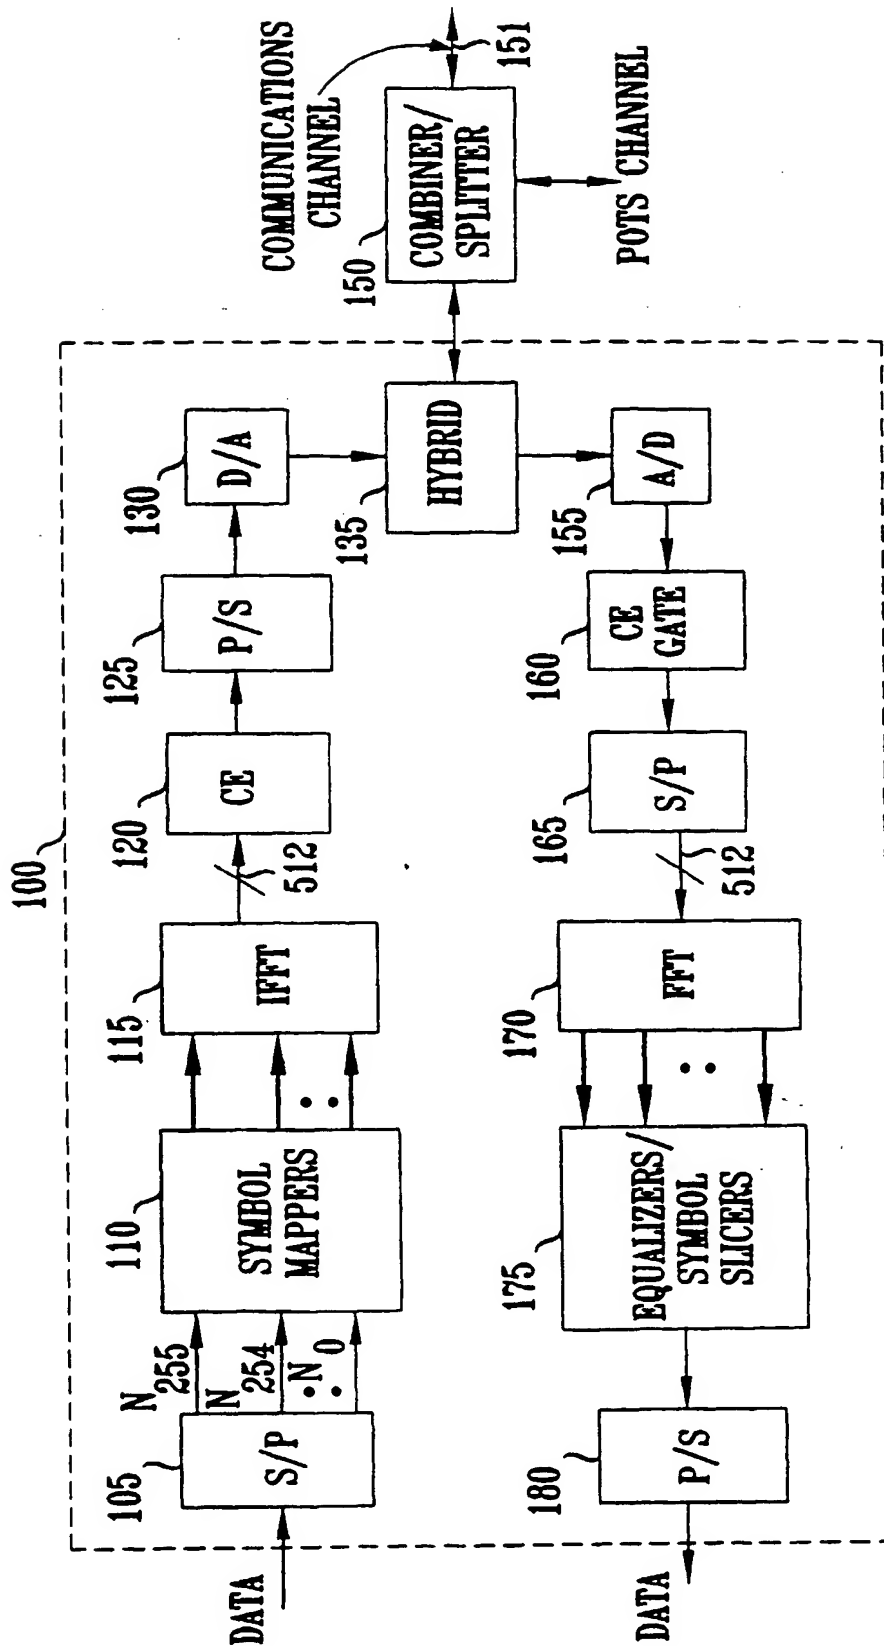 100
DATA
105
S/P
N255
N254
N0
110
SYMBOL
MAPPERS
115
IFFT
512
120
CE
125
P/S
130
D/A
135
HYBRID
150
COMBINER/
SPLITTER
COMMUNICATIONS
CHANNEL
151
POTS CHANNEL
155
A/D
160
CE
GATE
165
S/P
512
170
FFT
175
EQUALIZERS/
SYMBOL
SLICERS
180
P/S
DATA